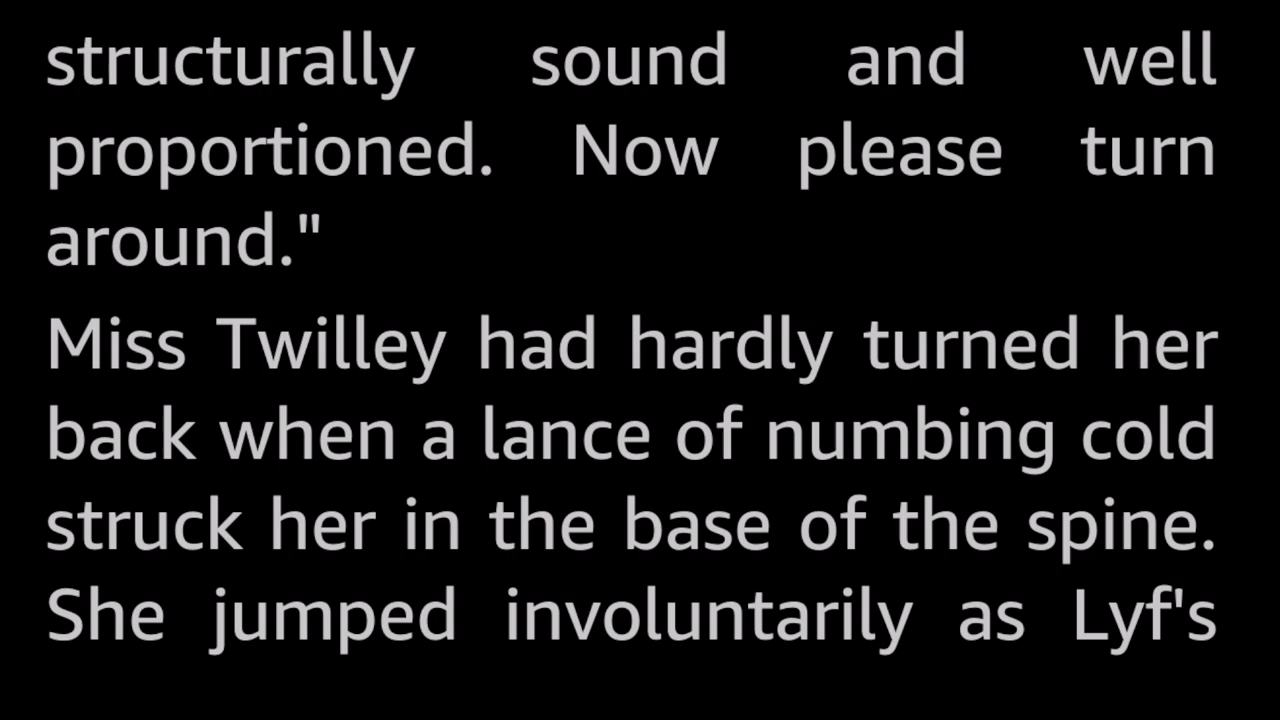 structurally sound and well
proportioned. Now please turn
around."
Miss Twilley had hardly turned her
back when a lance of numbing cold
struck her in the base of the spine.
She jumped involuntarily as Lyf's